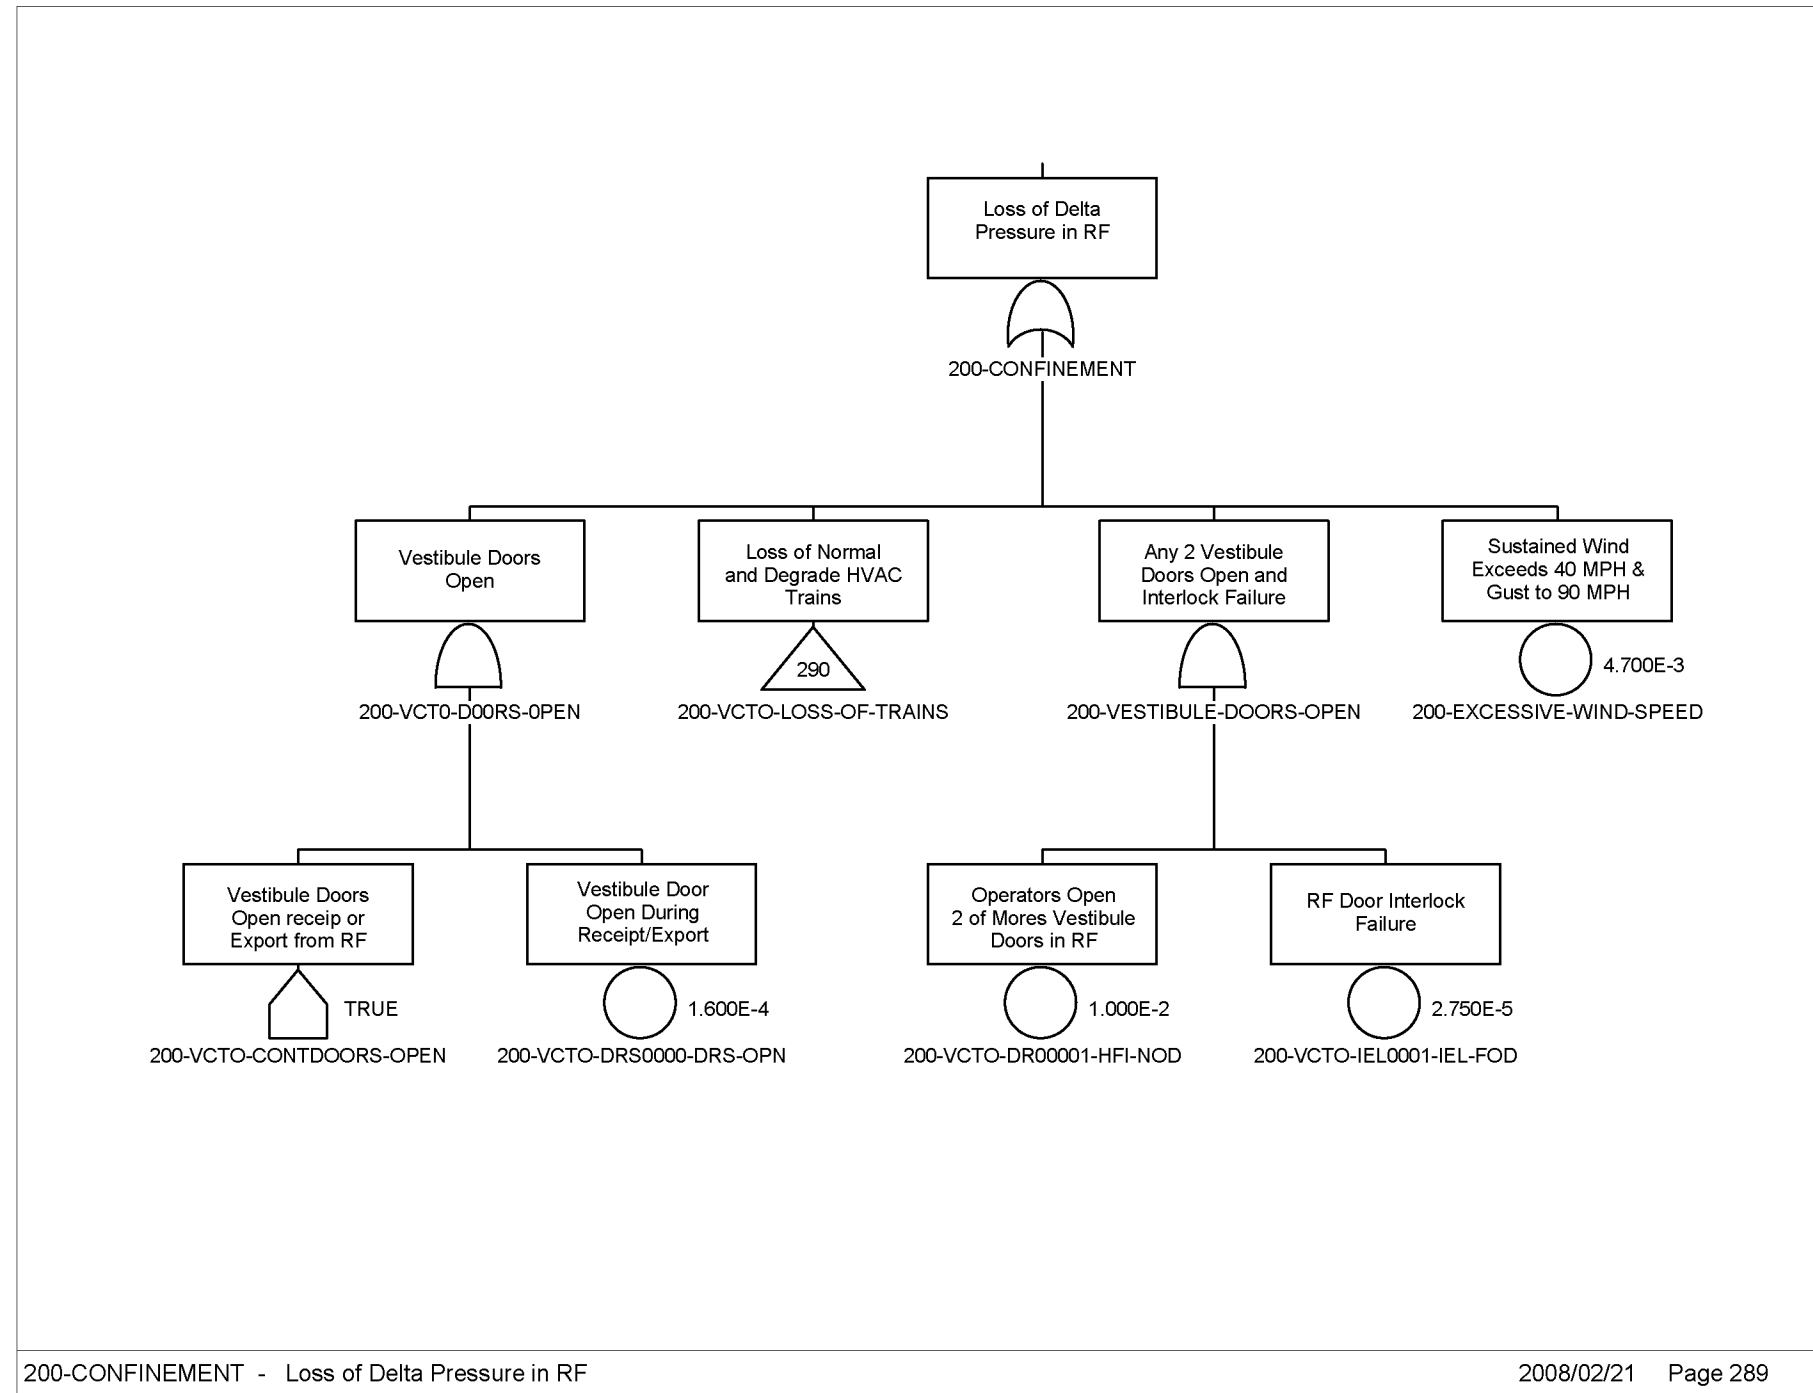 Loss of Delta
Pressure in RF
200-CONFINEMENT
Vestibule Doors
Open
200-VCT0-D00RS-0PEN
Loss of Normal
and Degrade HVAC
Trains
290
200-VCTO-LOSS-OF-TRAINS
Any 2 Vestibule
Doors Open and
Interlock Failure
200-VESTIBULE-DOORS-OPEN
Sustained Wind
Exceeds 40 MPH &
Gust to 90 MPH
4.700E-3
200-EXCESSIVE-WIND-SPEED
Vestibule Doors
Open receip or
Export from RF
TRUE
200-VCTO-CONTDOORS-OPEN
Vestibule Door
Open During
Receipt/Export
1.600E-4
200-VCTO-DRS0000-DRS-OPN
Operators Open
2 of Mores Vestibule
Doors in RF
1.000E-2
200-VCTO-DR00001-HFI-NOD
RF Door Interlock
Failure
2.750E-5
200-VCTO-IEL0001-IEL-FOD
200-CONFINEMENT - Loss of Delta Pressure in RF
2008/02/21 Page 289